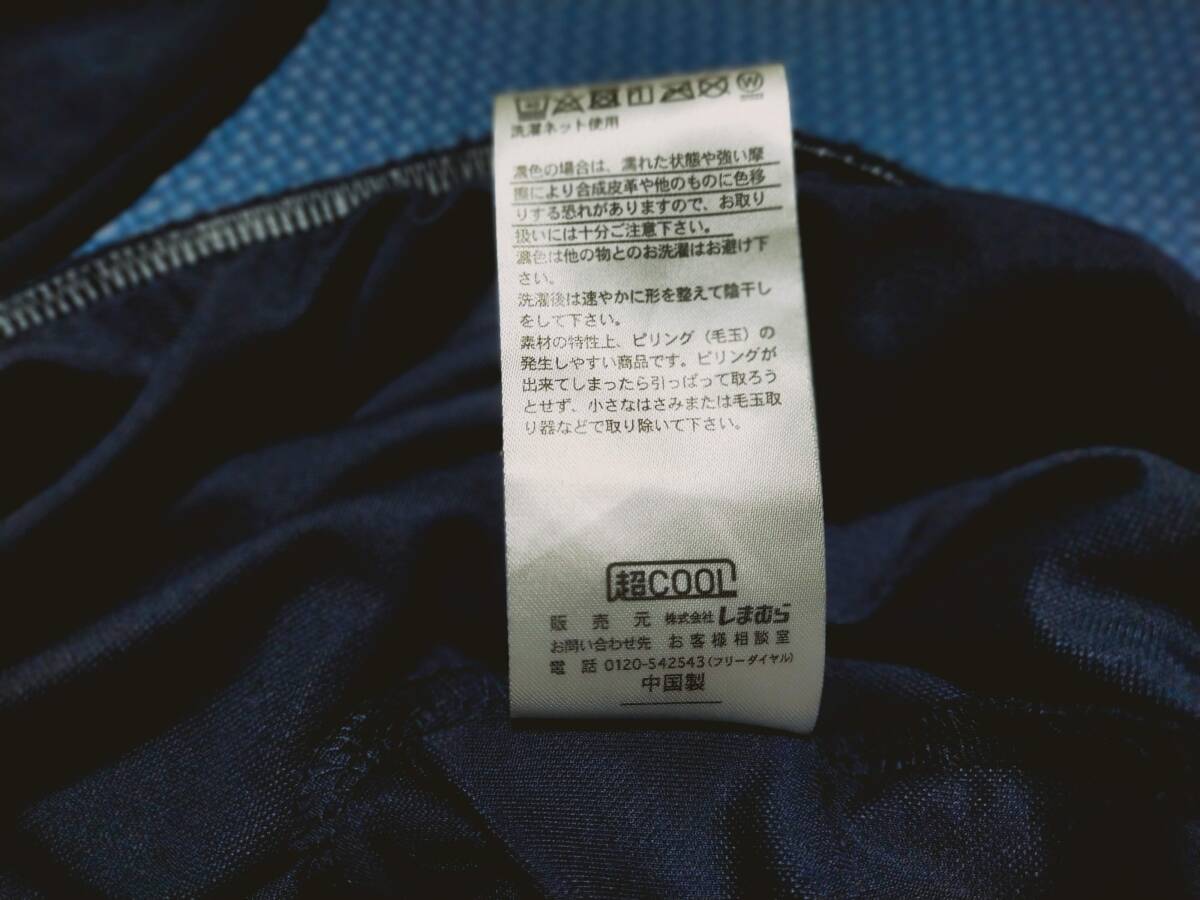 洗濯ネット使用
濃色の場合は、濡れた状態や強い摩
擦により合成皮革や他のものに色移
りする恐れがありますので、お取り
扱いには十分ご注意下さい。
濃色は他の物とのお洗濯はお避け下
さい。
洗濯後は速やかに形を整えて陰干し
をして下さい。
素材の特性上、ピリング（毛玉）の
発生しやすい商品です。ピリングが
出来てしまったら引っぱって取ろう
とせず、小さなはさみまたは毛玉取
り器などで取り除いて下さい。
超COOL
販売元 株式会社しまむら
お問い合わせ先 お客様相談室
電話 0120-542543(フリーダイヤル)
中国製